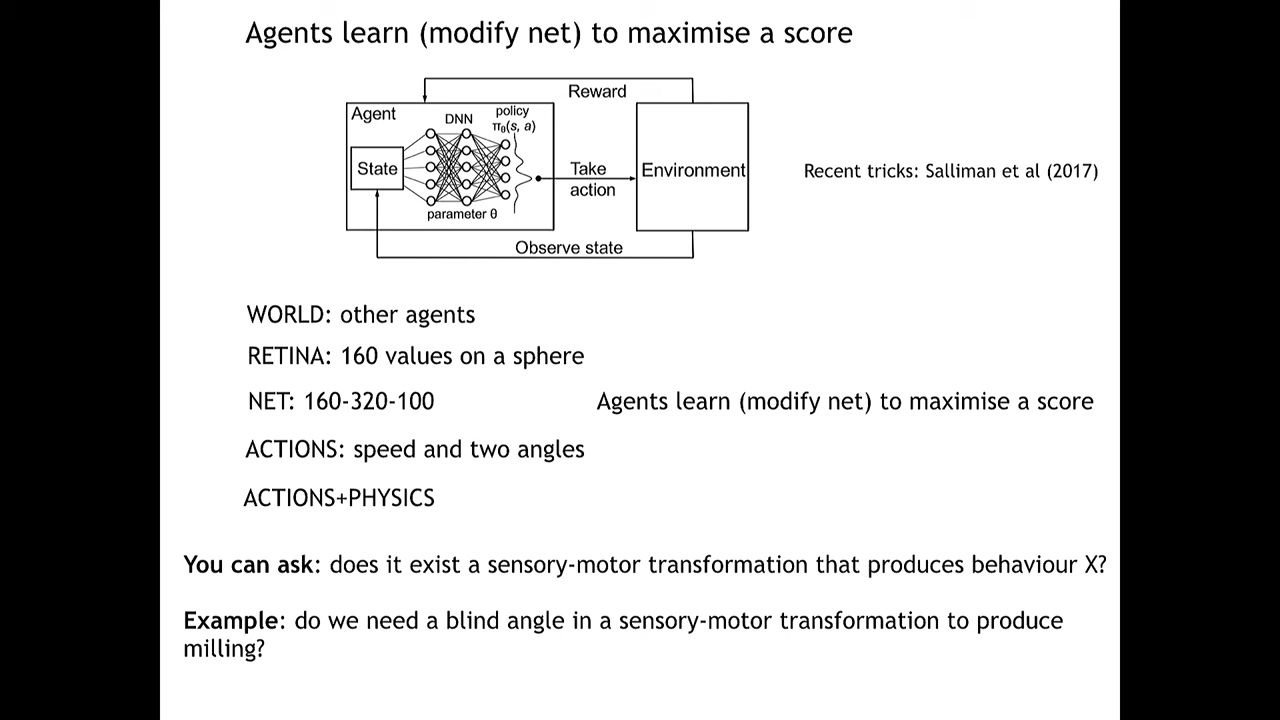 Agents learn (modify net) to maximise a score
Reward
Agent
DNN
policy
πθ(s, a)
State
Take
action
Environment
Recent tricks: Salliman et al (2017)
parameter θ
Observe state
WORLD: other agents
RETINA: 160 values on a sphere
NET: 160-320-100
Agents learn (modify net) to maximise a score
ACTIONS: speed and two angles
ACTIONS+PHYSICS
You can ask: does it exist a sensory-motor transformation that produces behaviour X?
Example: do we need a blind angle in a sensory-motor transformation to produce
milling?